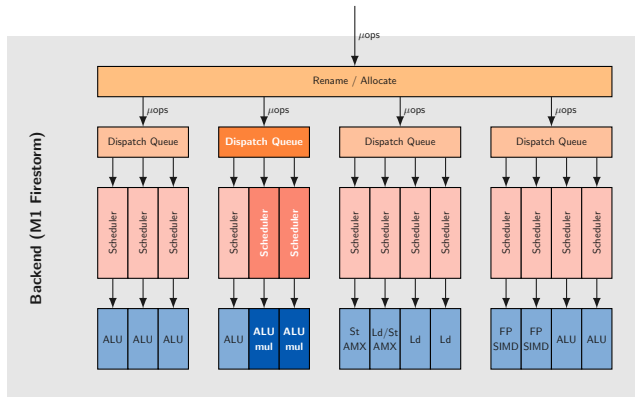 μops
Rename / Allocate
μops
μops
μops
μops
Dispatch Queue
Dispatch Queue
Dispatch Queue
Dispatch Queue
Backend (M1 Firestorm)
Scheduler
Scheduler
Scheduler
Scheduler
Scheduler
Scheduler
Scheduler
Scheduler
Scheduler
Scheduler
Scheduler
Scheduler
Scheduler
Scheduler
ALU
ALU
ALU
ALU
ALU
mul
ALU
mul
St
AMX
Ld/St
AMX
Ld
Ld
FP
SIMD
FP
SIMD
ALU
ALU